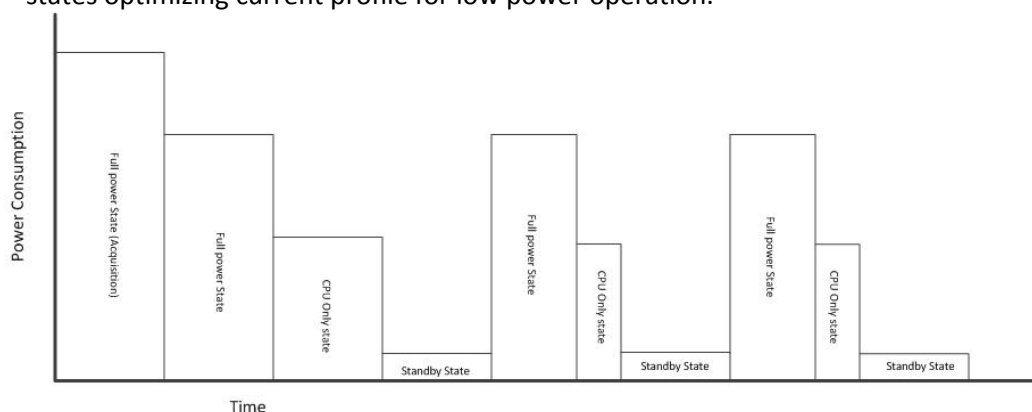 states optimizing current profile for low power operation.
Power Consumption
Full power State (Acquisition)
Full power State
CPU Only state
Standby State
Full power State
CPU Only state
Standby State
Full power State
CPU Only state
Standby State
Time